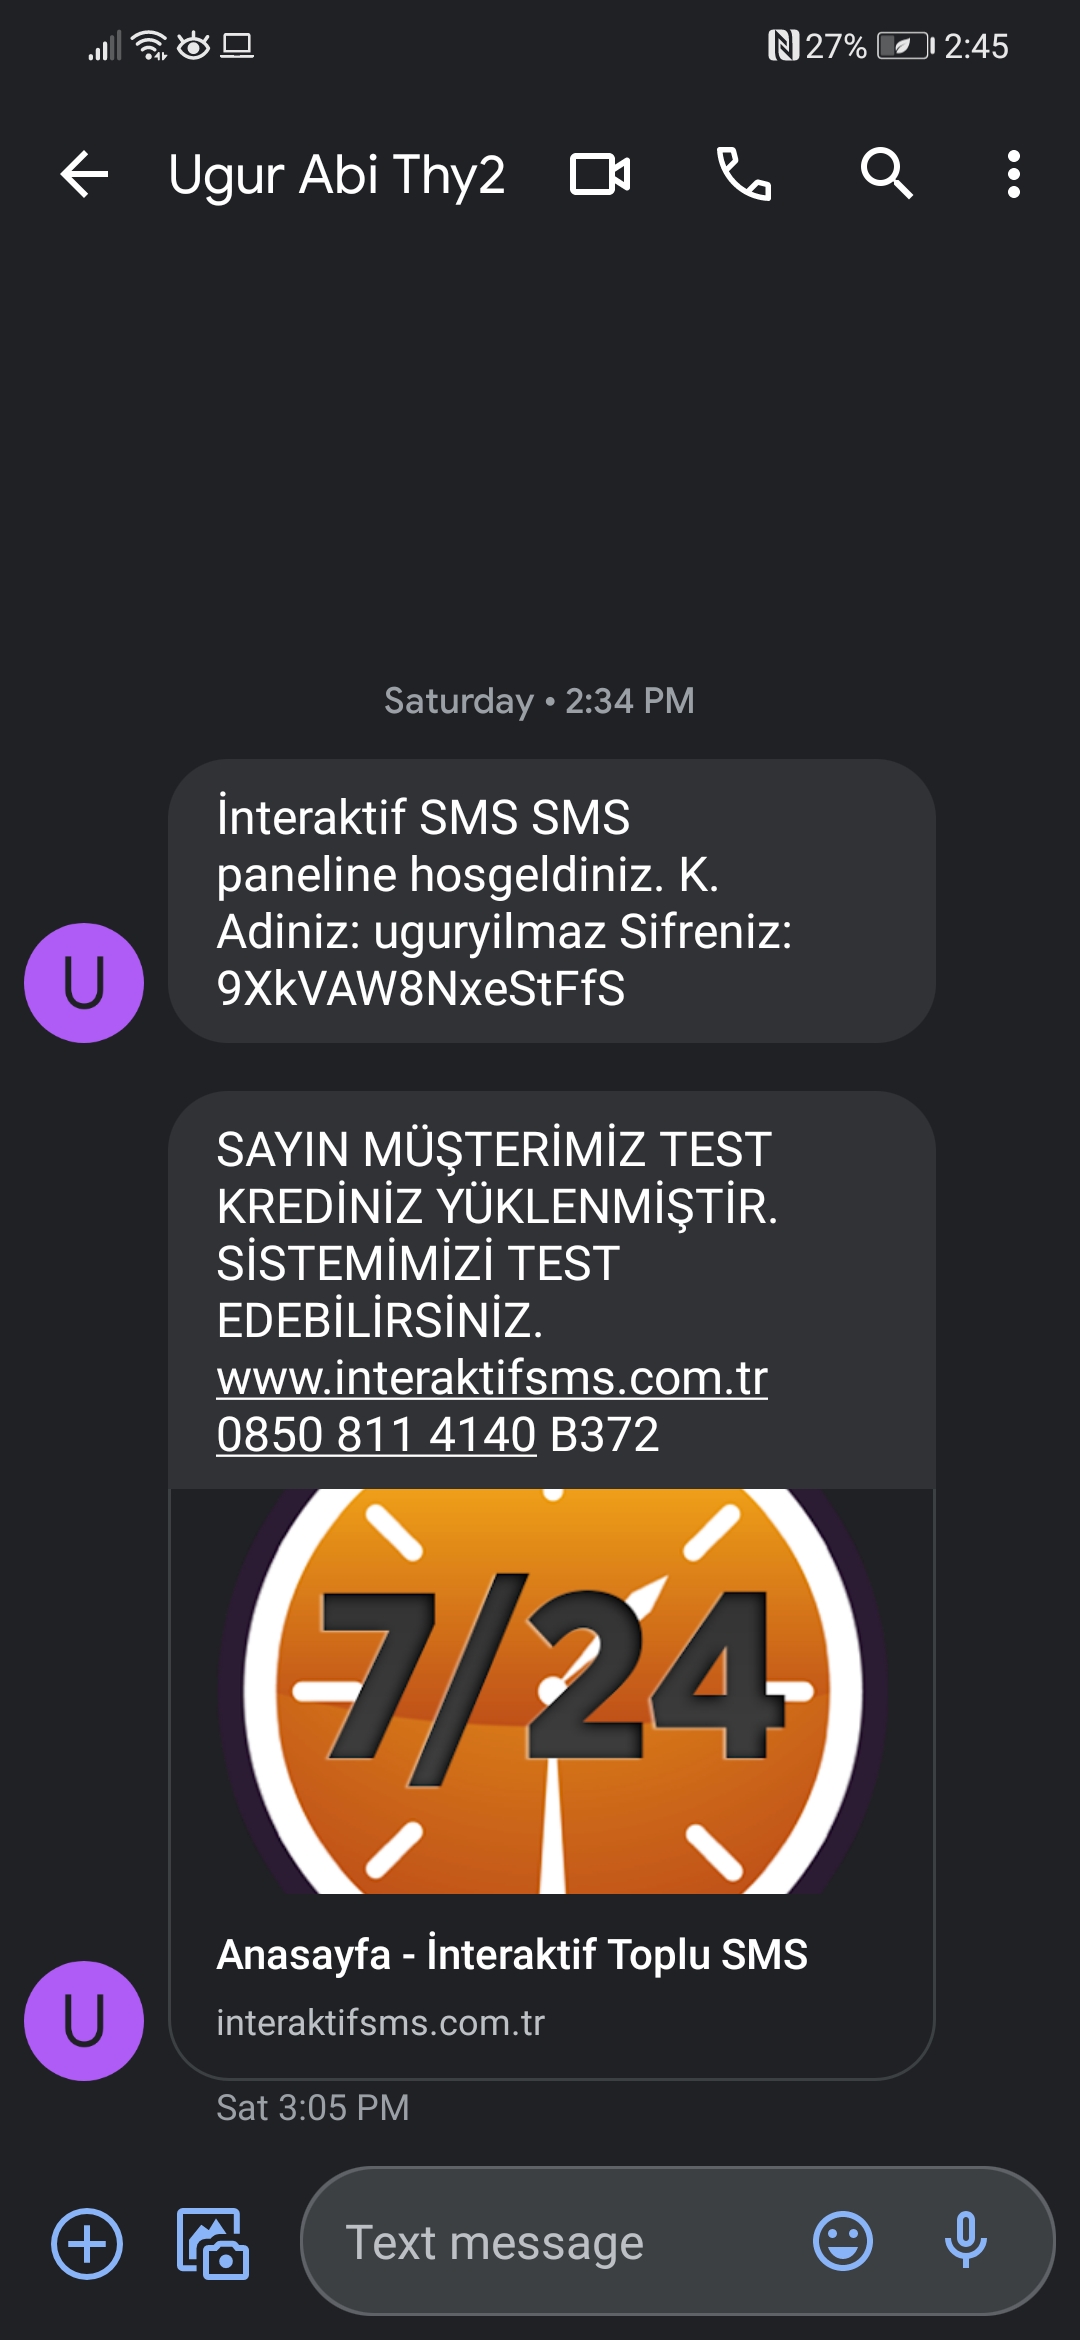 27% 2:45
Ugur Abi Thy2
Saturday • 2:34 PM
İnteraktif SMS SMS
paneline hosgeldiniz. K.
Adiniz: uguryilmaz Sifreniz:
9XkVAW8NxeStFfS
U
SAYIN MÜŞTERİMİZ TEST
KREDİNİZ YÜKLENMİŞTİR.
SİSTEMİMİZİ TEST
EDEBİLİRSİNİZ.
www.interaktifsms.com.tr
0850 811 4140 B372
7/24
Anasayfa - İnteraktif Toplu SMS
interaktifsms.com.tr
U
Sat 3:05 PM
Text message